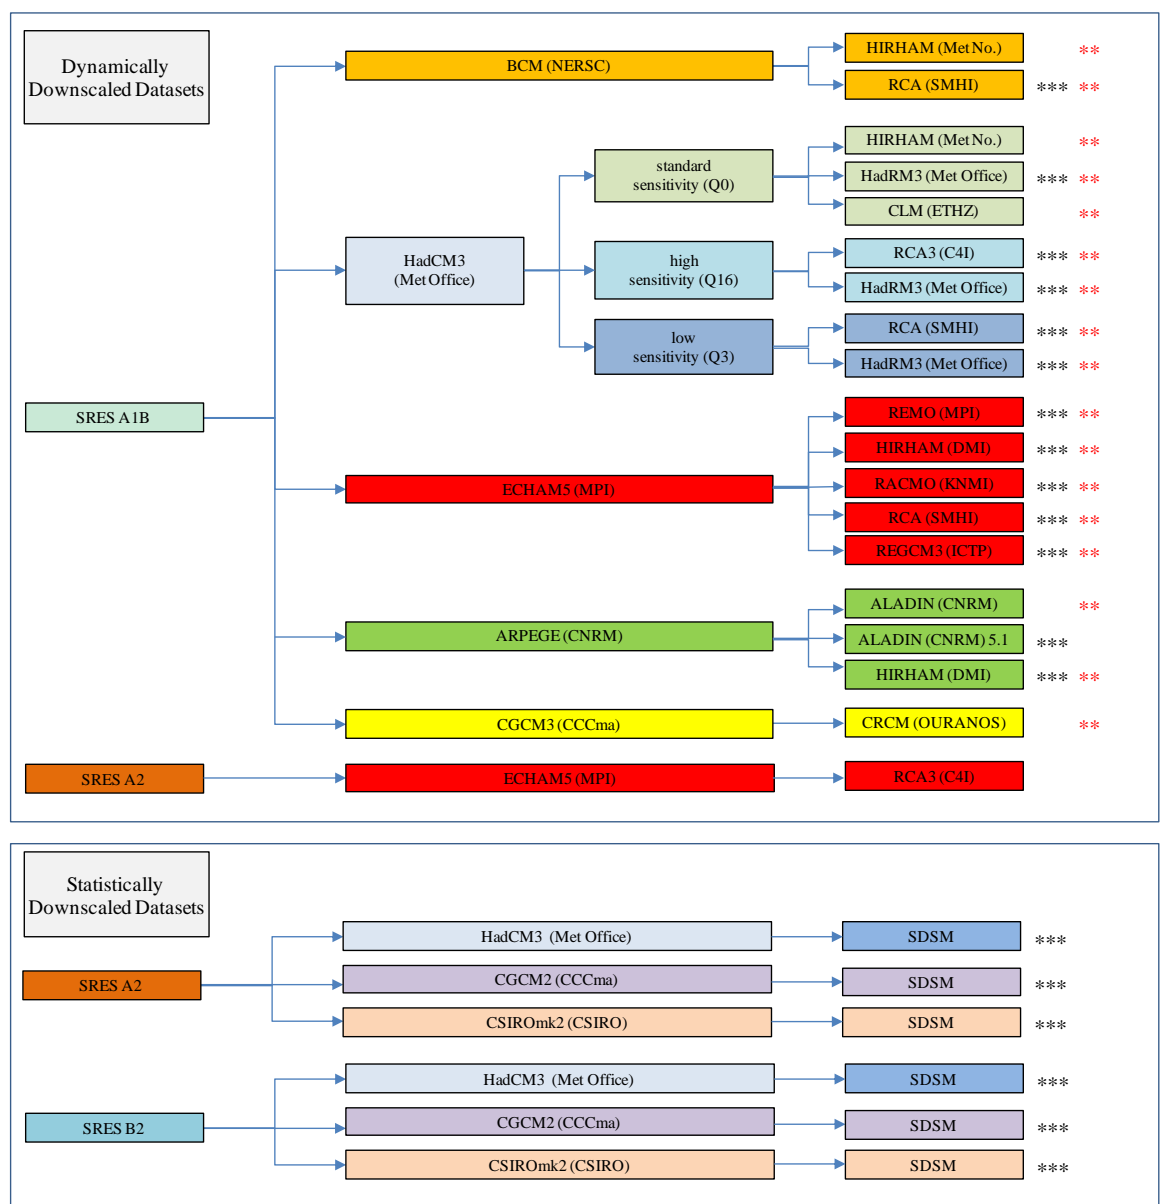 Dynamically
Downscaled Datasets
BCM (NERSC)
HIRHAM (Met No.) **
RCA (SMHI) *** **
HIRHAM (Met No.) **
standard
sensitivity (Q0)
HadRM3 (Met Office) *** **
CLM (ETHZ) **
HadCM3
(Met Office)
high
sensitivity (Q16)
RCA3 (C4I) *** **
HadRM3 (Met Office) *** **
low
sensitivity (Q3)
RCA (SMHI) *** **
HadRM3 (Met Office) *** **
SRES A1B
REMO (MPI) *** **
HIRHAM (DMI) *** **
ECHAM5 (MPI)
RACMO (KNMI) *** **
RCA (SMHI) *** **
REGCM3 (ICTP) *** **
ALADIN (CNRM) **
ARPEGE (CNRM)
ALADIN (CNRM) 5.1 ***
HIRHAM (DMI) *** **
CGCM3 (CCCma)
CRCM (OURANOS) **
SRES A2
ECHAM5 (MPI)
RCA3 (C4I)
Statistically
Downscaled Datasets
HadCM3 (Met Office)
SDSM ***
SRES A2
CGCM2 (CCCma)
SDSM ***
CSIROmk2 (CSIRO)
SDSM ***
HadCM3 (Met Office)
SDSM ***
SRES B2
CGCM2 (CCCma)
SDSM ***
CSIROmk2 (CSIRO)
SDSM ***